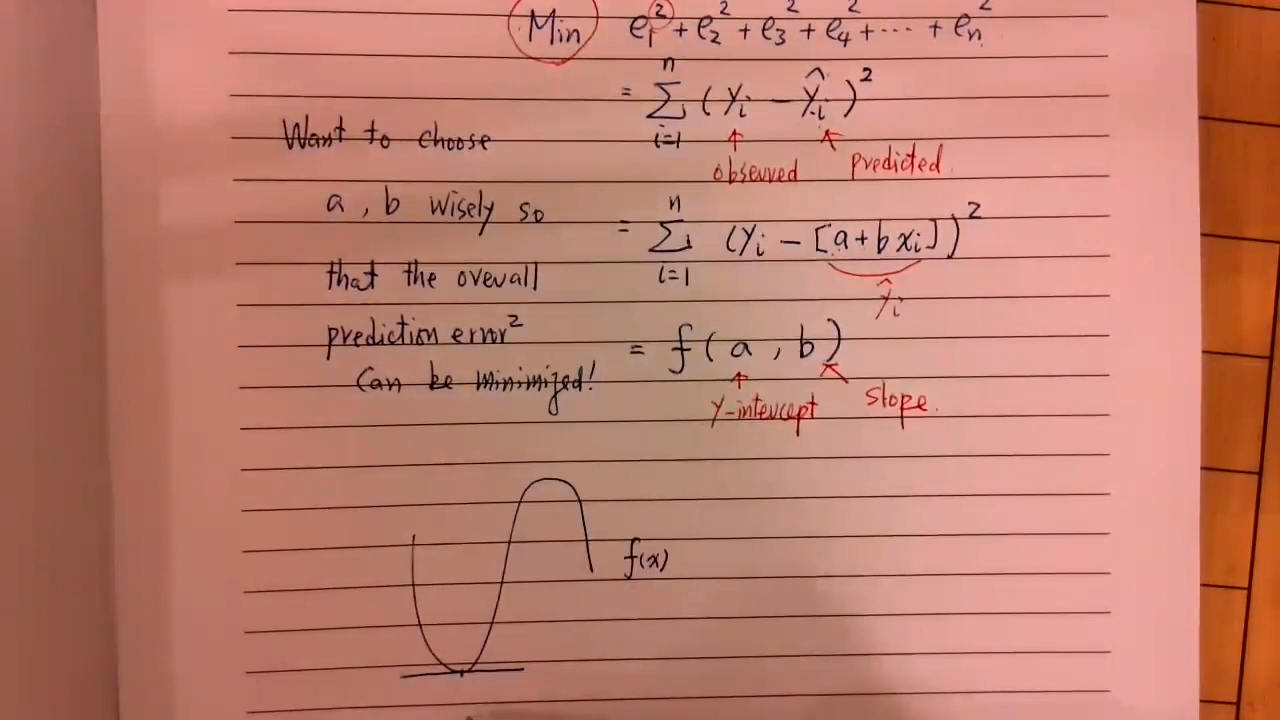 Min e₁² + e₂² + e₃² + e₄² + ⋯ + eₙ²
= Σᵢ₌₁ⁿ (yᵢ - ŷᵢ)²
observed predicted.
= Σᵢ₌₁ⁿ (yᵢ - [a + b xᵢ])²
ŷᵢ
= f(a, b)
y-intercept slope.
Want to choose
a, b wisely so
that the overall
prediction error²
can be minimized!
f(x)